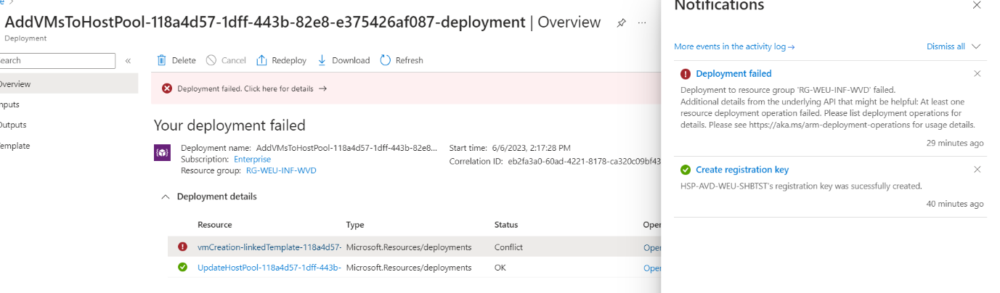 AddVMsToHostPool-118a4d57-1dff-443b-82e8-e375426af087-deployment | Overview
Deployment
earch
«
Overview
nputs
Outputs
emplate
Delete
Cancel
Redeploy
Download
Refresh
Deployment failed. Click here for details →
Your deployment failed
Deployment name: AddVMsToHostPool-118a4d57-1dff-443b-82e8...
Subscription: Enterprise
Resource group: RG-WEU-INF-WVD
Start time: 6/6/2023, 2:17:28 PM
Correlation ID: eb2fa3a0-60ad-4221-8178-ca320c09bf43
Deployment details
Resource Type Status Oper
vmCreation-linkedTemplate-118a4d57- Microsoft.Resources/deployments Conflict Oper
UpdateHostPool-118a4d57-1dff-443b- Microsoft.Resources/deployments OK Oper
Notifications
More events in the activity log →
Dismiss all
Deployment failed
Deployment to resource group 'RG-WEU-INF-WVD' failed.
Additional details from the underlying API that might be helpful: At least one
resource deployment operation failed. Please list deployment operations for
details. Please see https://aka.ms/arm-deployment-operations for usage details.
29 minutes ago
Create registration key
HSP-AVD-WEU-SHBTST's registration key was sucessfully created.
40 minutes ago